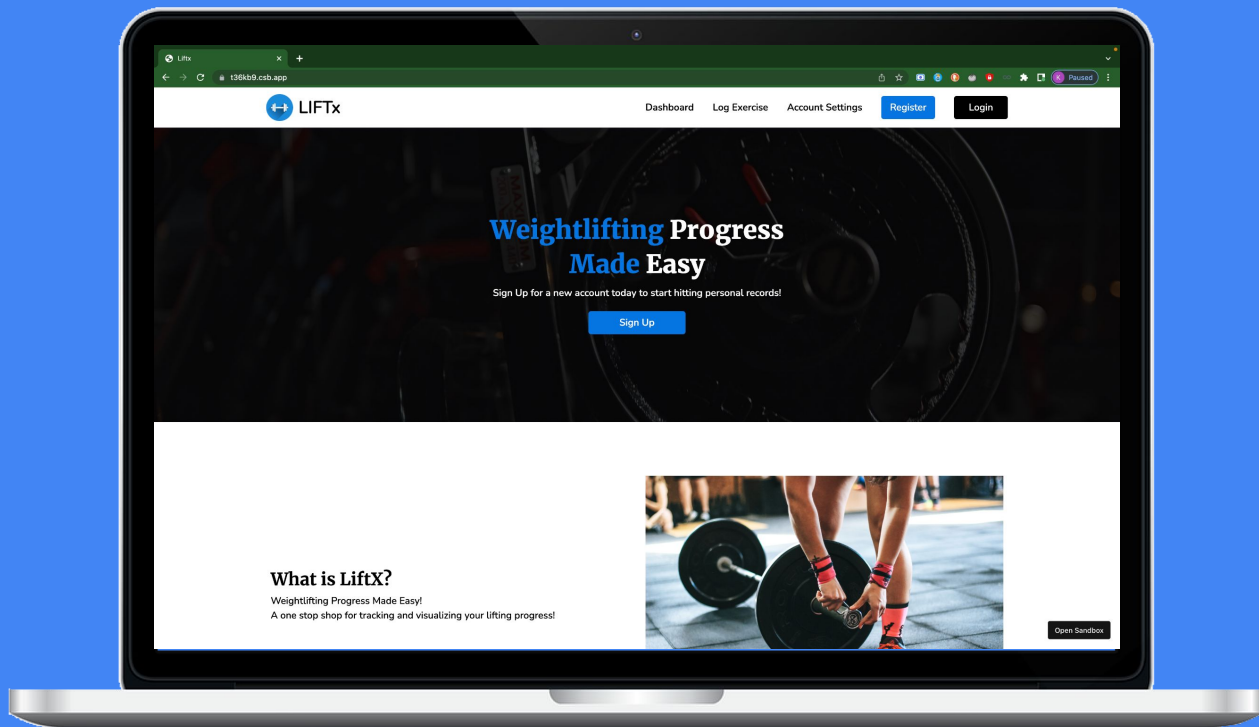 Liftx
t36kb9.csb.app
K Paused
LIFTx
Dashboard Log Exercise Account Settings Register Login
Weightlifting Progress
Made Easy
Sign Up for a new account today to start hitting personal records!
Sign Up
What is LiftX?
Weightlifting Progress Made Easy!
A one stop shop for tracking and visualizing your lifting progress!
Open Sandbox